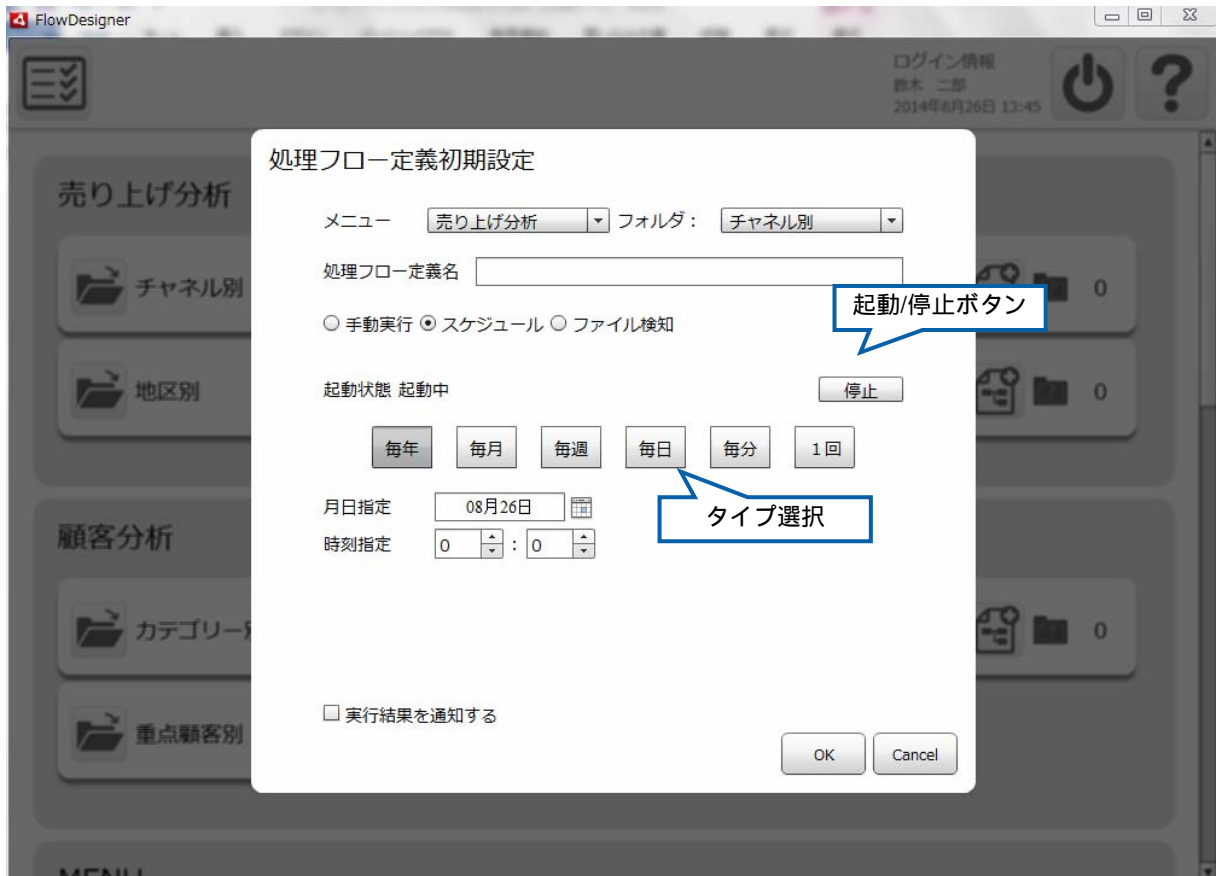 FlowDesigner
ログイン情報
鈴木 二郎
2014年8月26日 13:45
処理フロー定義初期設定
売り上げ分析
メニュー 売り上げ分析 フォルダ： チャネル別
処理フロー定義名
チャネル別 0
起動/停止ボタン
手動実行 スケジュール ファイル検知
地区別 0
起動状態 起動中 停止
毎年 毎月 毎週 毎日 毎分 1回
月日指定 08月26日
タイプ選択
顧客分析
時刻指定 0 : 0
カテゴリー 0
実行結果を通知する
重点顧客別
OK Cancel
MENU